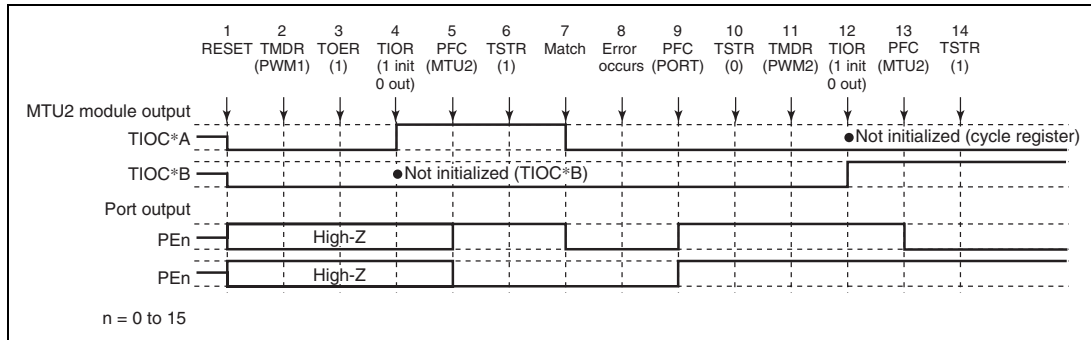 1 2 3 4 5 6 7 8 9 10 11 12 13 14
RESET TMDR TOER TIOR PFC TSTR Match Error PFC TSTR TMDR TIOR PFC TSTR
(PWM1) (1) (1 init (MTU2) (1) occurs (PORT) (0) (PWM2) (1 init (MTU2) (1)
0 out) 0 out)
MTU2 module output
TIOC*A ●Not initialized (cycle register)
TIOC*B ●Not initialized (TIOC*B)
Port output
PEn High-Z
PEn High-Z
n = 0 to 15